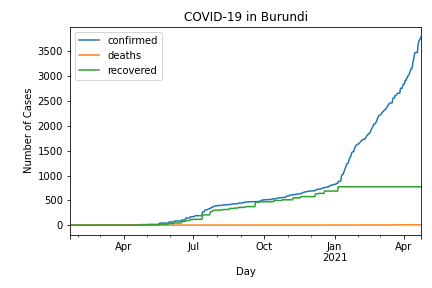 COVID-19 in Burundi
confirmed
deaths
recovered
Number of Cases
3500
3000
2500
2000
1500
1000
500
0
Apr
Jul
Oct
Jan
2021
Apr
Day